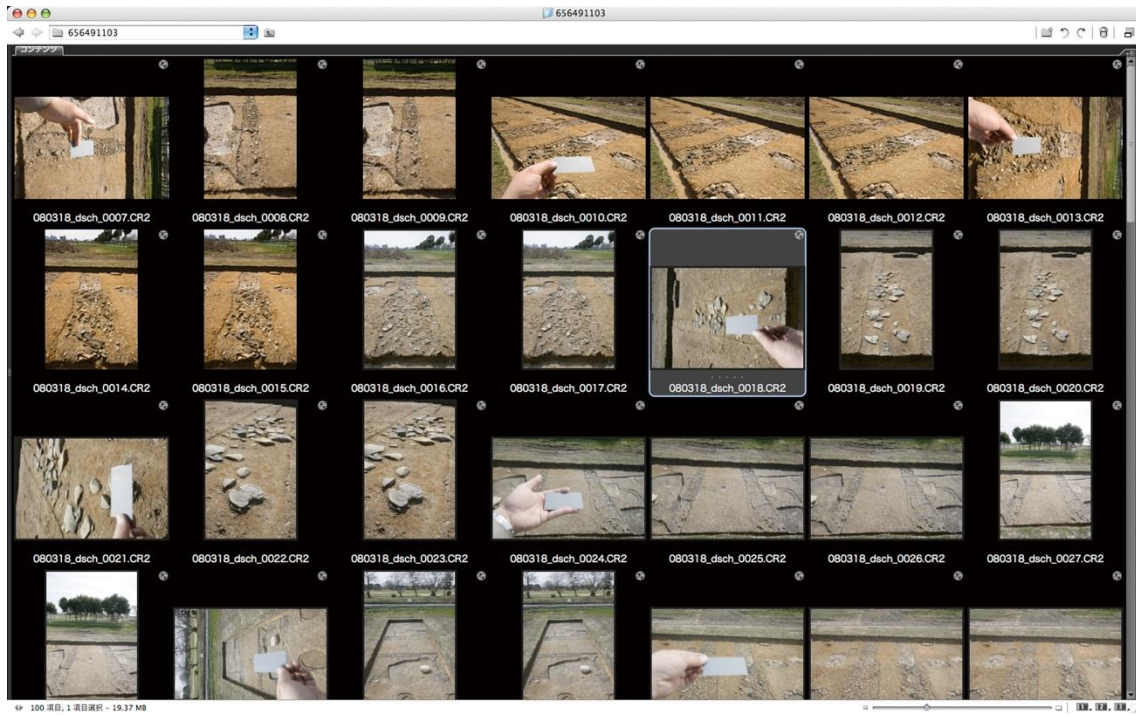 656491103
656491103
コンテンツ
080318_dsch_0007.CR2 080318_dsch_0008.CR2 080318_dsch_0009.CR2 080318_dsch_0010.CR2 080318_dsch_0011.CR2 080318_dsch_0012.CR2 080318_dsch_0013.CR2
080318_dsch_0014.CR2 080318_dsch_0015.CR2 080318_dsch_0016.CR2 080318_dsch_0017.CR2 080318_dsch_0018.CR2 080318_dsch_0019.CR2 080318_dsch_0020.CR2
080318_dsch_0021.CR2 080318_dsch_0022.CR2 080318_dsch_0023.CR2 080318_dsch_0024.CR2 080318_dsch_0025.CR2 080318_dsch_0026.CR2 080318_dsch_0027.CR2
100 項目, 1 項目選択 - 19.37 MB 1 2 3